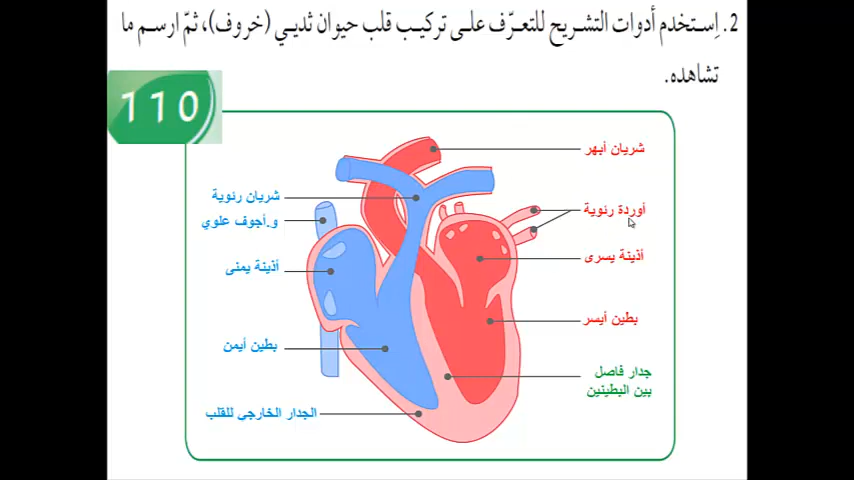 2. اِستخدم أدوات التشريح للتعرّف على تركيب قلب حيوان ثديي (خروف)، ثمّ ارسم ما
تشاهده.
110
شريان أبهر
شريان رئوية
أوردة رئوية
و.أجوف علوي
أذينة يسرى
أذينة يمنى
بطين أيسر
بطين أيمن
جدار فاصل
بين البطينين
الجدار الخارجي للقلب